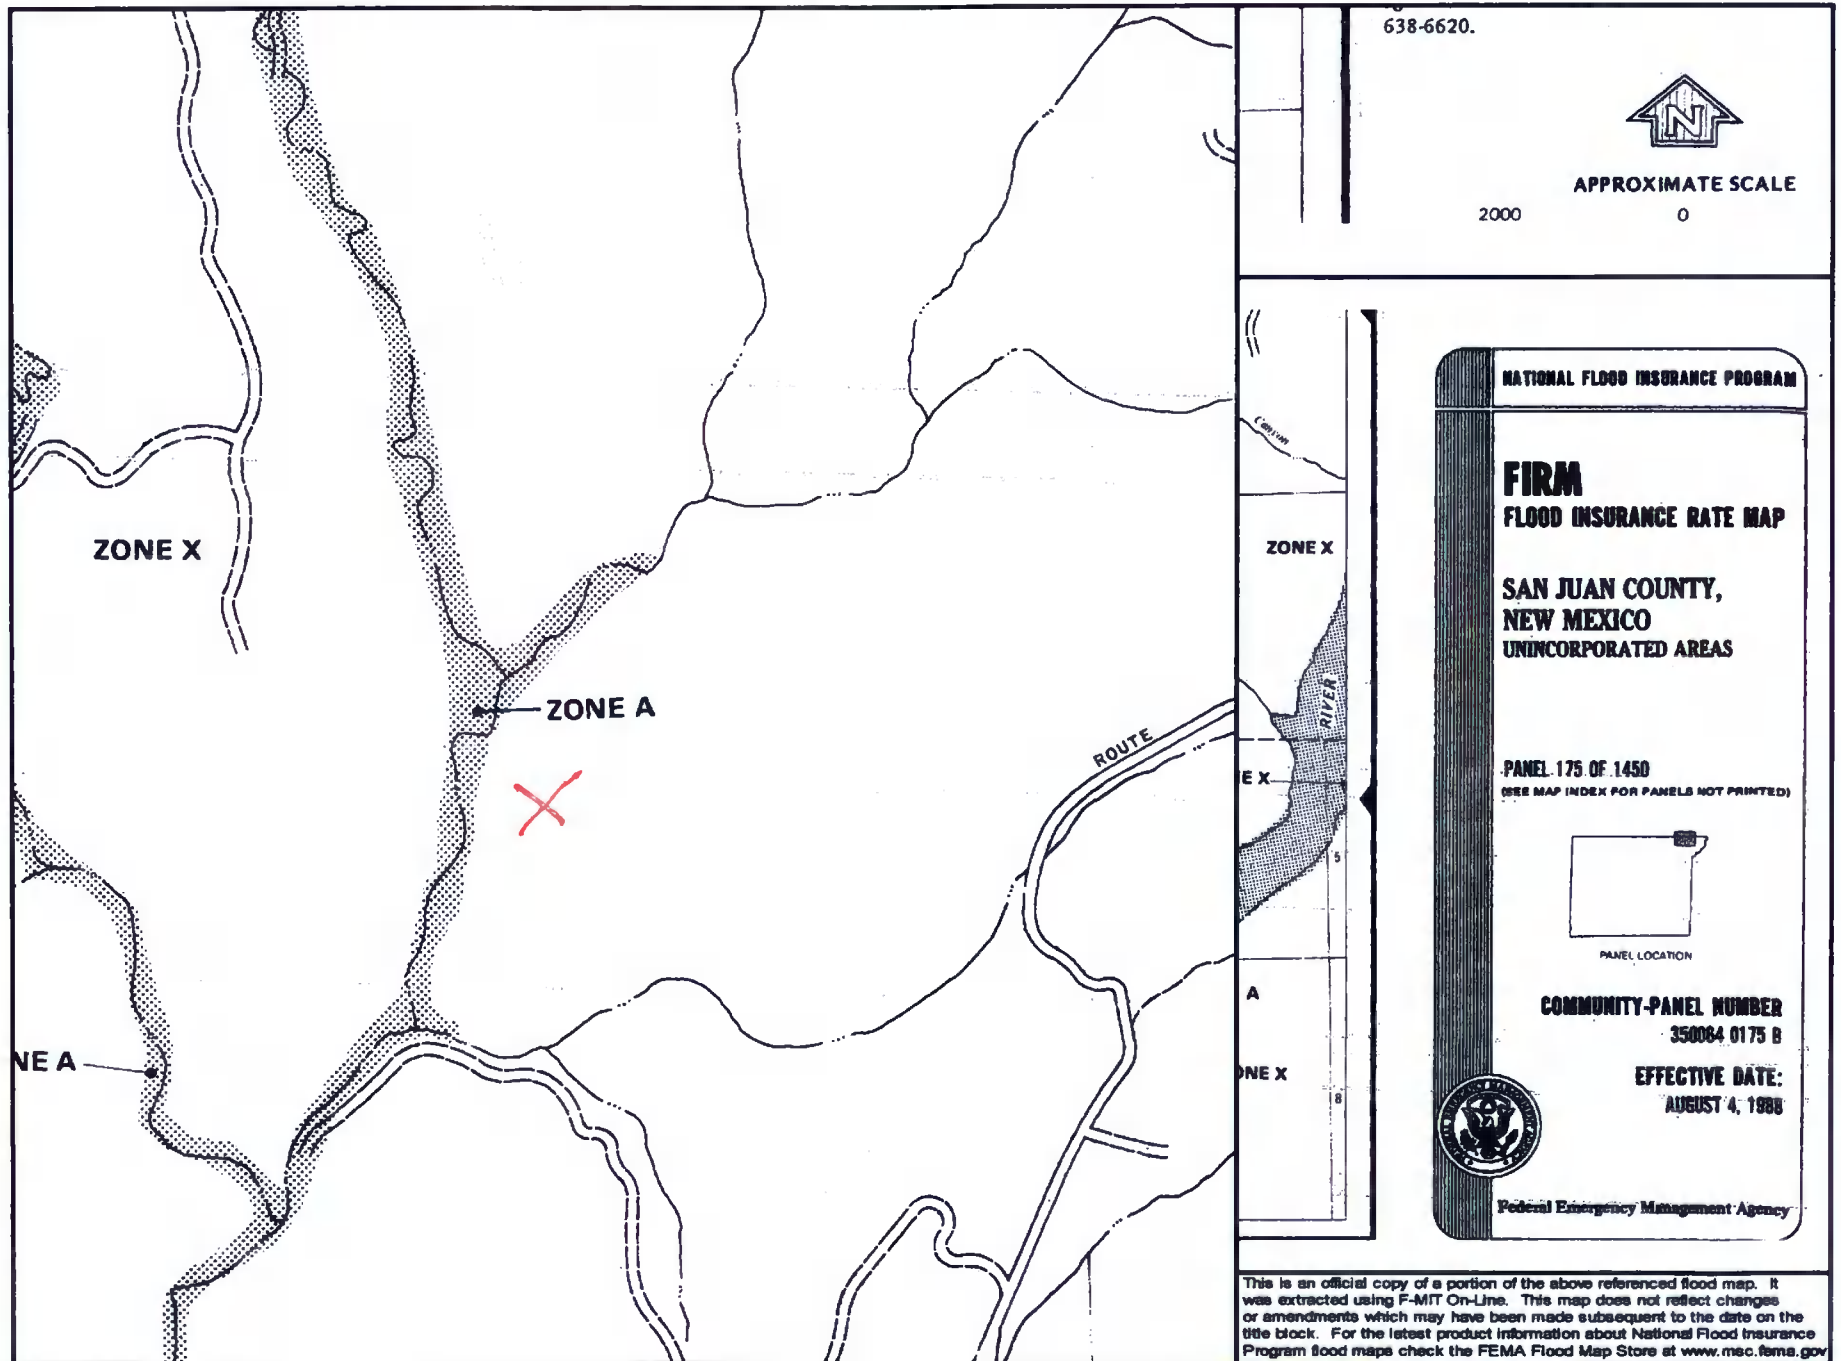 638-6620.
N
APPROXIMATE SCALE
2000 0
NATIONAL FLOOD INSURANCE PROGRAM
FIRM
FLOOD INSURANCE RATE MAP
SAN JUAN COUNTY,
NEW MEXICO
UNINCORPORATED AREAS
PANEL 175 OF 1450
(SEE MAP INDEX FOR PANELS NOT PRINTED)
PANEL LOCATION
COMMUNITY-PANEL NUMBER
350064 0175 B
EFFECTIVE DATE:
AUGUST 4, 1988
Federal Emergency Management Agency
This is an official copy of a portion of the above referenced flood map. It
was extracted using F-MIT On-Line. This map does not reflect changes
or amendments which may have been made subsequent to the date on the
title block. For the latest product information about National Flood Insurance
Program flood maps check the FEMA Flood Map Store at www.msc.fema.gov
ZONE X
ZONE A
NE A
ROUTE
Canyon
ZONE X
RIVER
E X
5
A
ONE X
8